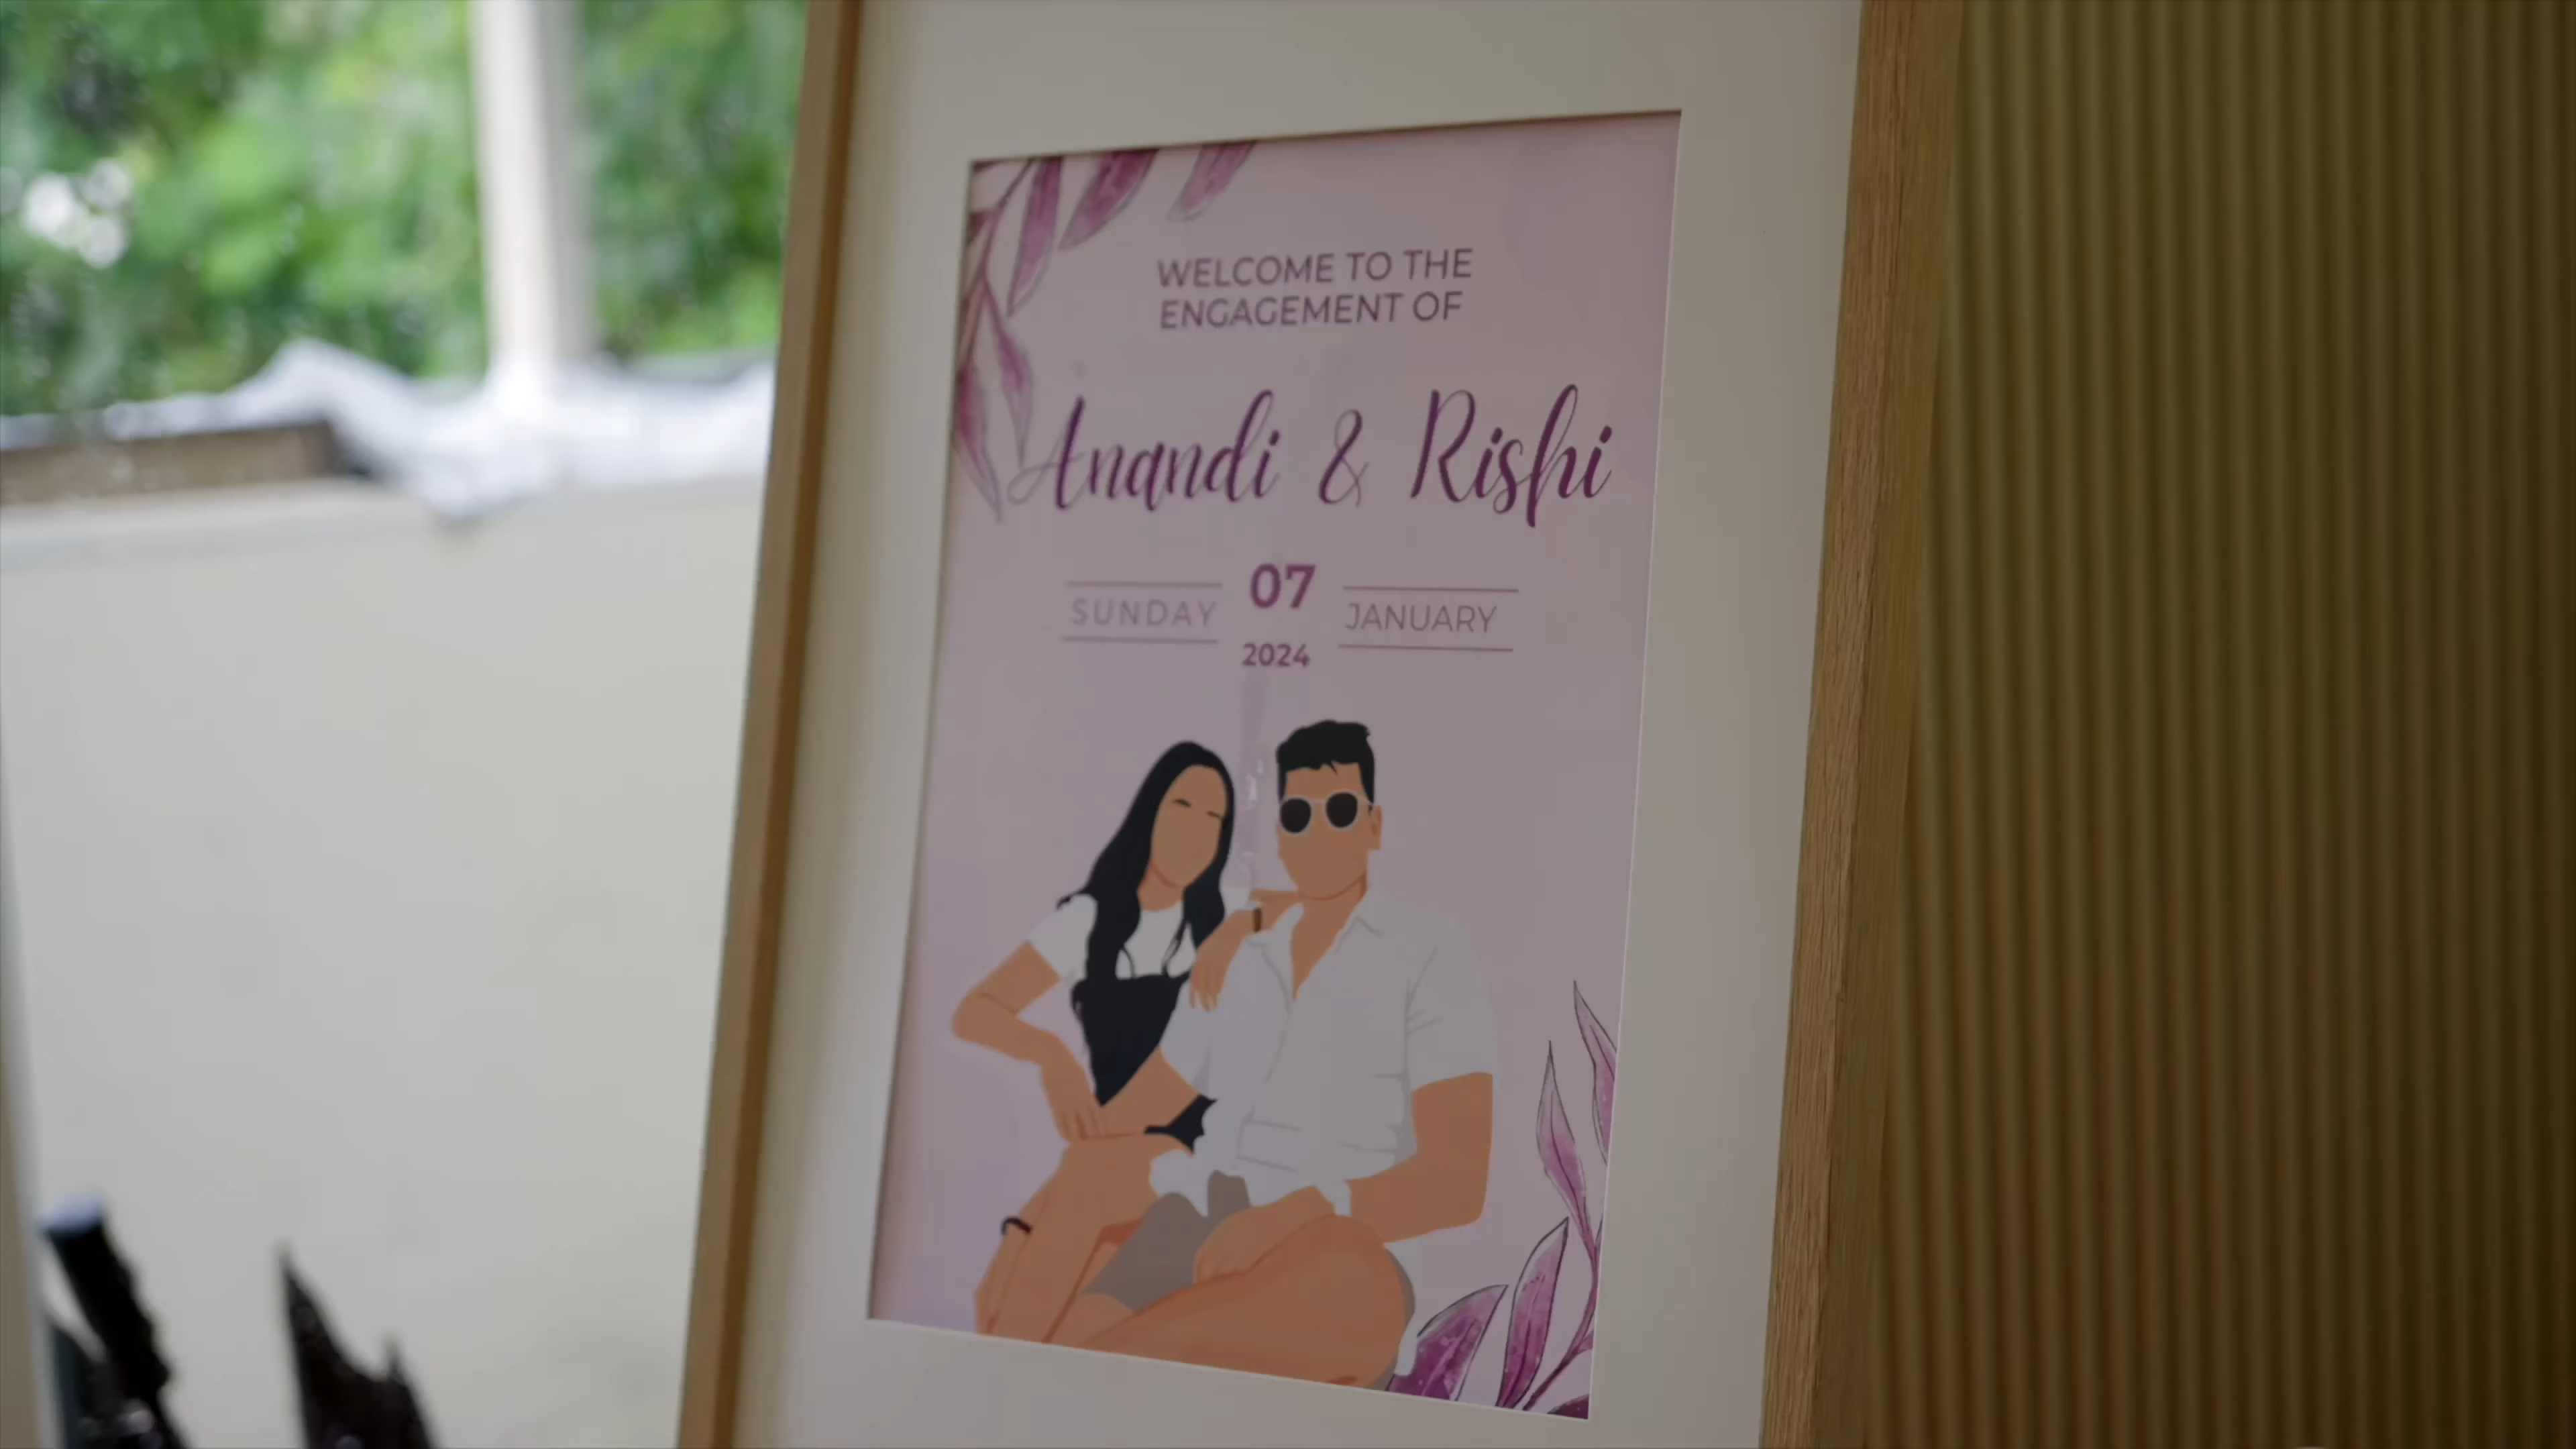 WELCOME TO THE
ENGAGEMENT OF
Anandi & Rishi
SUNDAY 07 JANUARY
2024